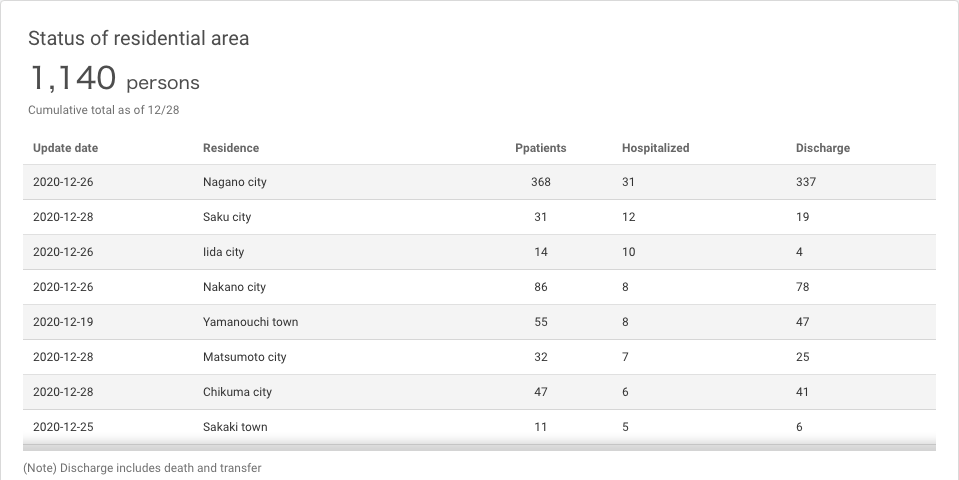 Status of residential area
1,140 persons
Cumulative total as of 12/28
Update date Residence Ppatients Hospitalized Discharge
2020-12-26 Nagano city 368 31 337
2020-12-28 Saku city 31 12 19
2020-12-26 Iida city 14 10 4
2020-12-26 Nakano city 86 8 78
2020-12-19 Yamanouchi town 55 8 47
2020-12-28 Matsumoto city 32 7 25
2020-12-28 Chikuma city 47 6 41
2020-12-25 Sakaki town 11 5 6
(Note) Discharge includes death and transfer